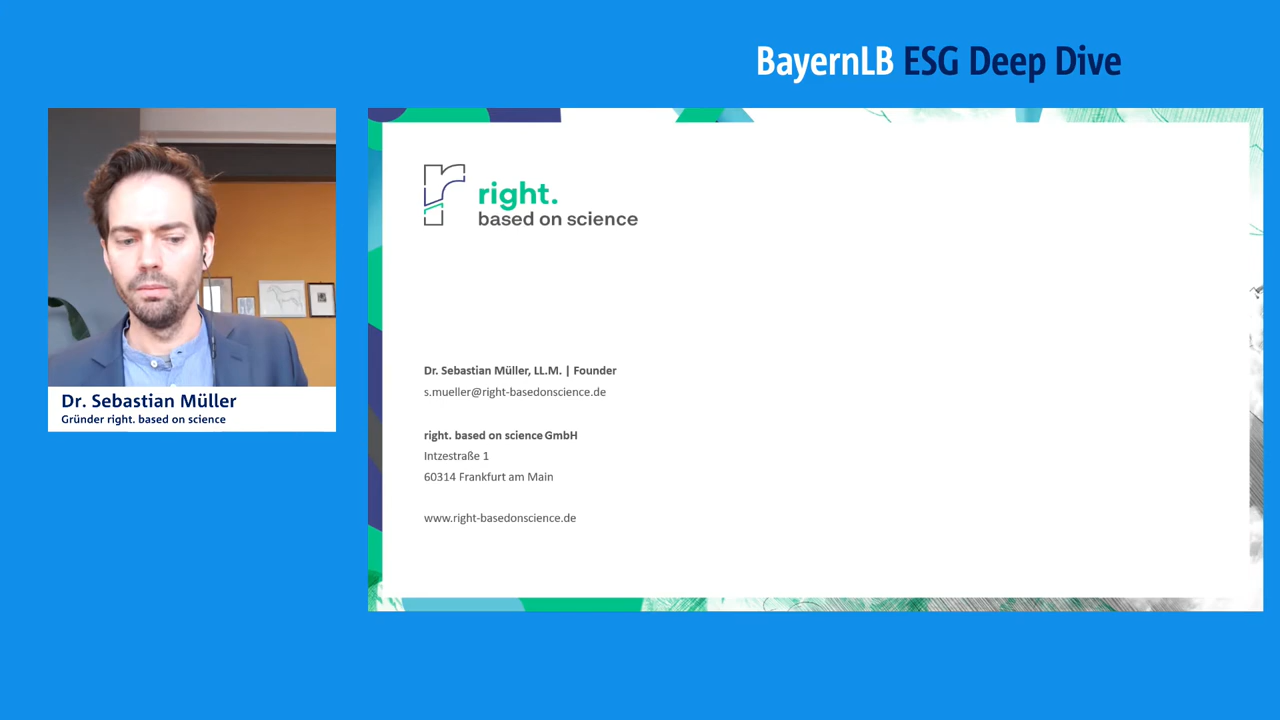 BayernLB ESG Deep Dive
right.
based on science
Dr. Sebastian Müller, LL.M. | Founder
s.mueller@right-basedonscience.de
right. based on science GmbH
Intzestraße 1
60314 Frankfurt am Main
www.right-basedonscience.de
Dr. Sebastian Müller
Gründer right. based on science